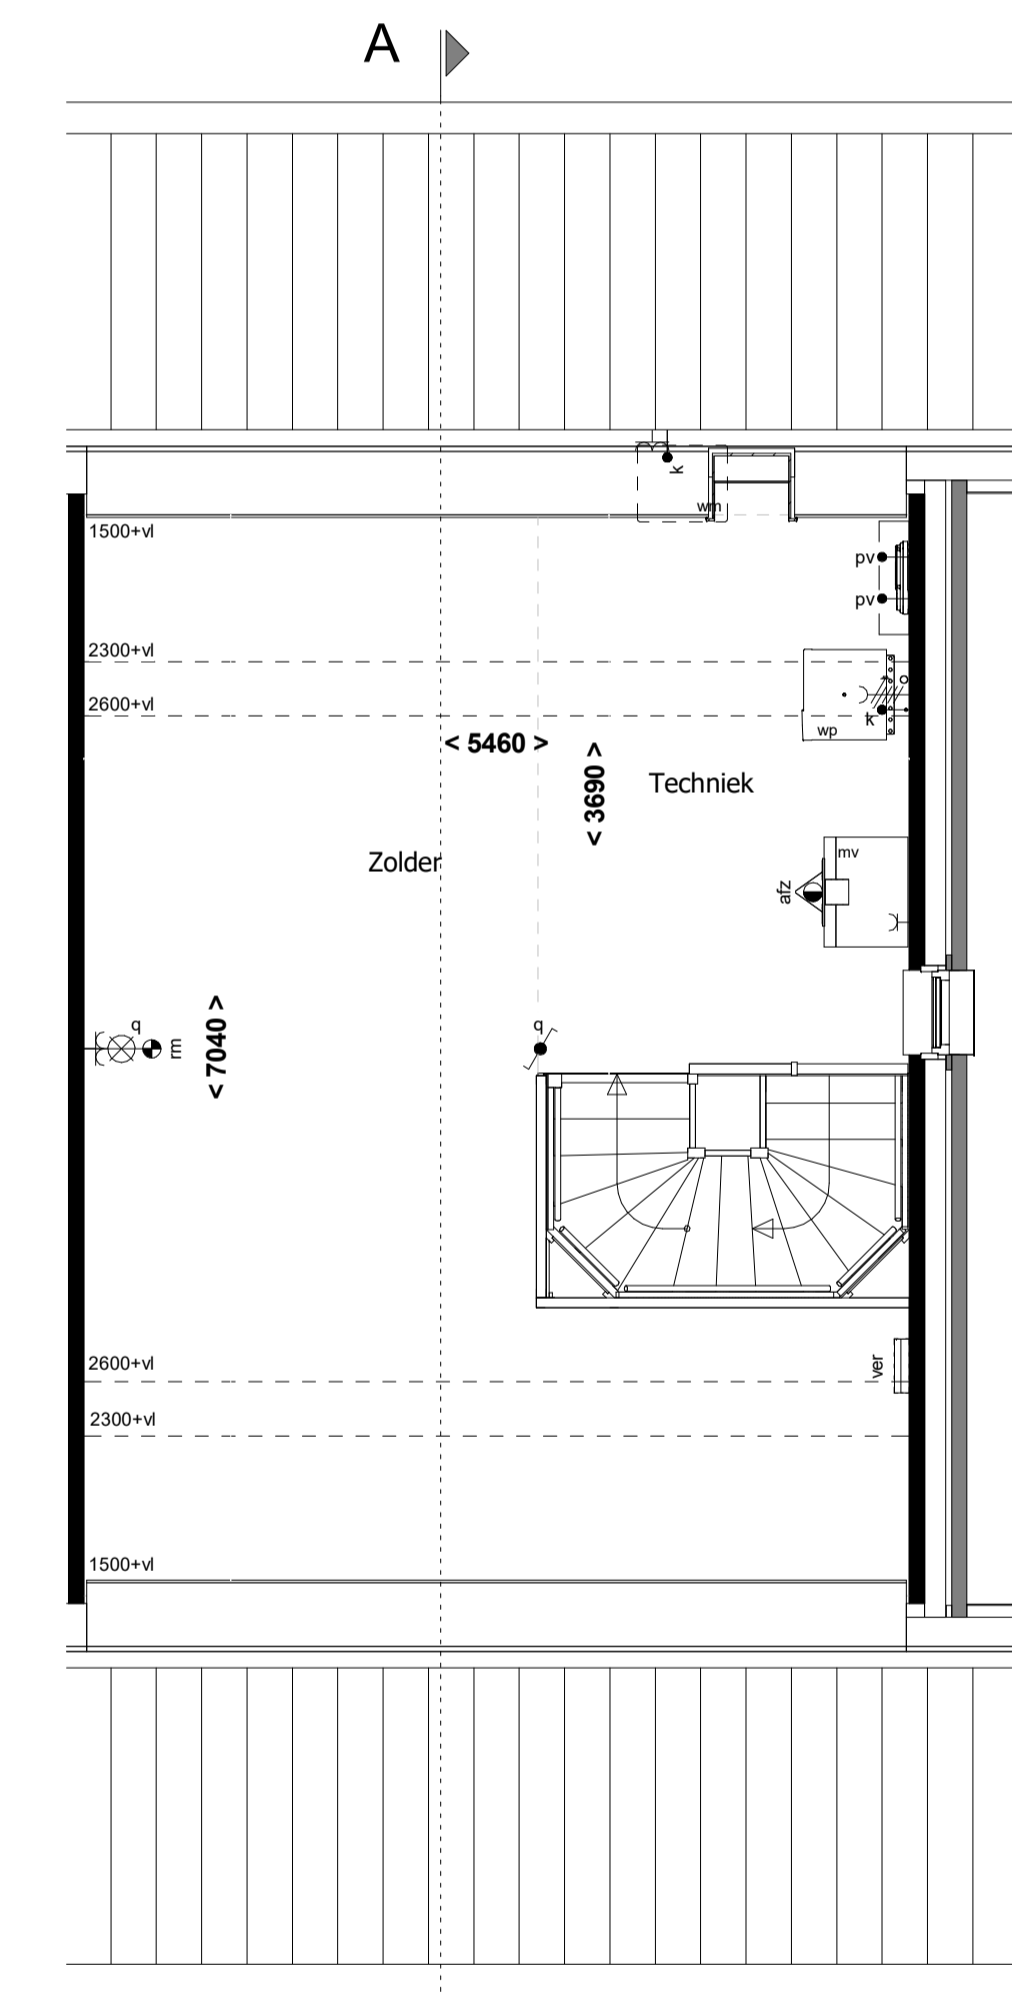 A
k
wm
1500+vl
pv
pv
2300+vl
o
2600+vl
k
wp
< 5460 >
< 3690 >
Techniek
mv
Zolder
afz
q
rm
< 7040 >
q
2600+vl
ver
2300+vl
1500+vl